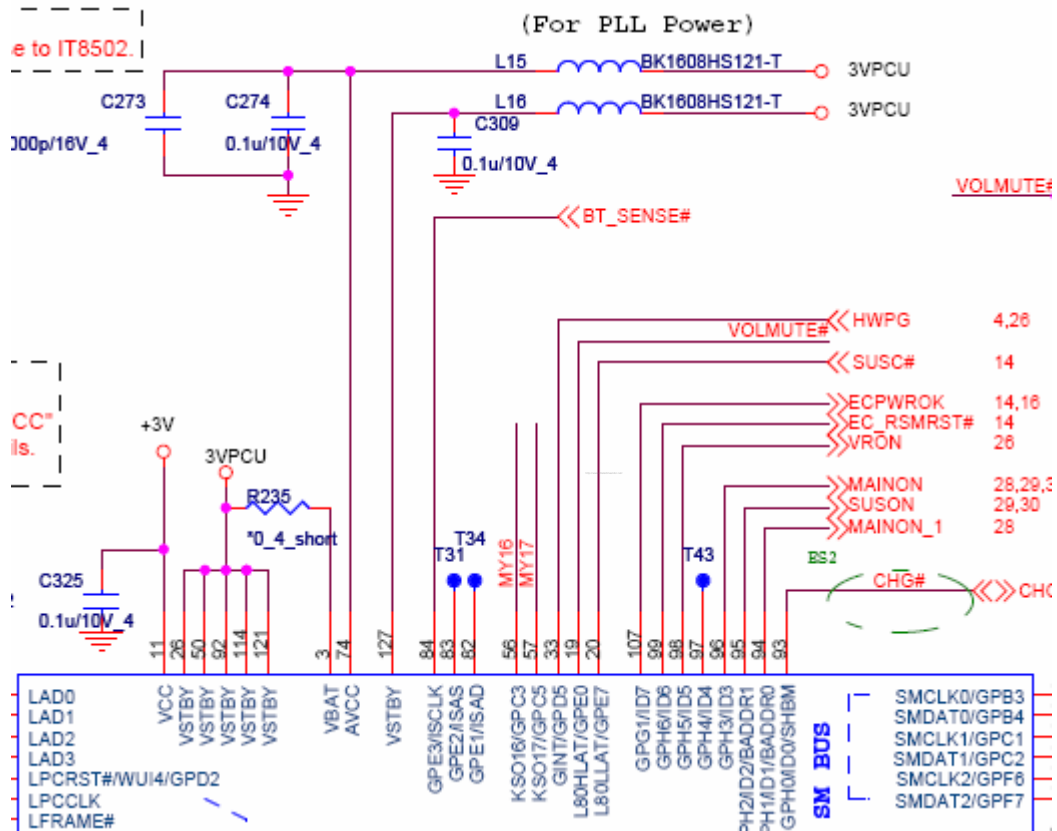 (For PLL Power)
e to IT8502.
L15
BK1608HS121-T
3VPCU
C273
C274
L16
BK1608HS121-T
3VPCU
C309
000p/16V_4
0.1u/10V_4
0.1u/10V_4
VOLMUTE#
BT_SENSE#
HWPG
4,26
VOLMUTE#
SUSC#
14
ECPWROK
14,16
CC"
EC_RSMRST#
14
ls.
+3V
VRON
26
3VPCU
MAINON
28,29,3
R235
SUSON
29,30
MAINON_1
28
*0_4_short
T34
T31
MY16
MY17
T43
ES2
CHG#
CHG
C325
0.1u/10V_4
11
26
50
92
114
121
3
74
127
84
83
82
56
57
33
19
20
107
99
98
97
96
95
94
93
VCC
VSTBY
VSTBY
VSTBY
VSTBY
VSTBY
VBAT
AVCC
VSTBY
GPE3/ISCLK
GPE2/ISAS
GPE1/ISAD
KSO16/GPC3
KSO17/GPC5
GINT/GPD5
L80HLAT/GPE0
L80LLAT/GPE7
GPG1/ID7
GPH6/ID6
GPH5/ID5
GPH4/ID4
GPH3/ID3
PH2/ID2/BADDR1
PH1/ID1/BADDR0
GPH0/ID0/SHBM
LAD0
LAD1
LAD2
LAD3
LPCRST#/WUI4/GPD2
LPCCLK
LFRAME#
SM BUS
SMCLK0/GPB3
SMDAT0/GPB4
SMCLK1/GPC1
SMDAT1/GPC2
SMCLK2/GPF6
SMDAT2/GPF7